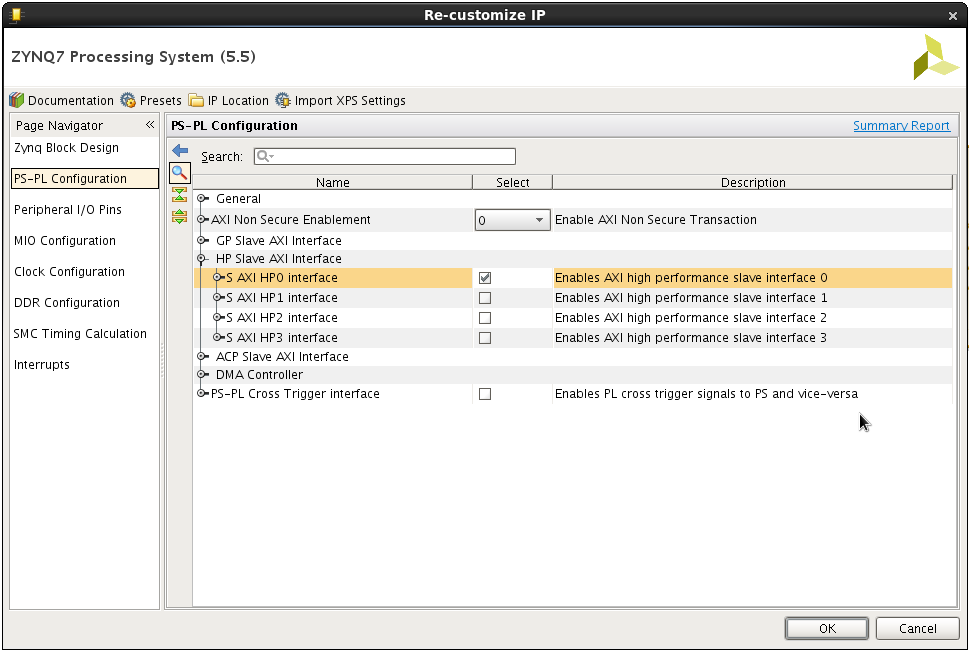 Re-customize IP
ZYNQ7 Processing System (5.5)
Documentation Presets IP Location Import XPS Settings
Page Navigator
Zynq Block Design
PS-PL Configuration
Peripheral I/O Pins
MIO Configuration
Clock Configuration
DDR Configuration
SMC Timing Calculation
Interrupts
PS-PL Configuration Summary Report
Search:
Name Select Description
General
AXI Non Secure Enablement 0 Enable AXI Non Secure Transaction
GP Slave AXI Interface
HP Slave AXI Interface
S AXI HP0 interface Enables AXI high performance slave interface 0
S AXI HP1 interface Enables AXI high performance slave interface 1
S AXI HP2 interface Enables AXI high performance slave interface 2
S AXI HP3 interface Enables AXI high performance slave interface 3
ACP Slave AXI Interface
DMA Controller
PS-PL Cross Trigger interface Enables PL cross trigger signals to PS and vice-versa
OK Cancel